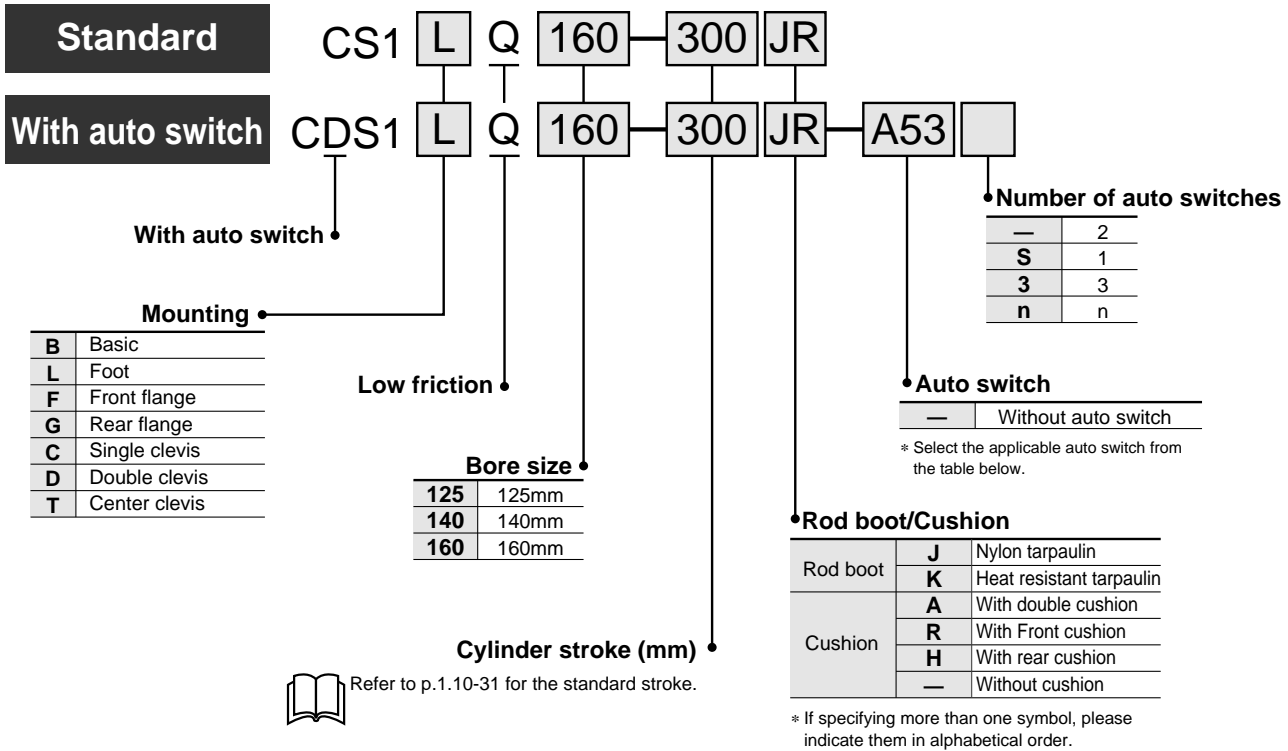 Standard CS1 L Q 160 — 300 JR
With auto switch CDS1 L Q 160 — 300 JR — A53
Number of auto switches
— 2
S 1
3 3
n n
With auto switch
Mounting
B Basic
L Foot
F Front flange
G Rear flange
C Single clevis
D Double clevis
T Center clevis
Low friction
Auto switch
— Without auto switch
* Select the applicable auto switch from
the table below.
Bore size
125 125mm
140 140mm
160 160mm
Rod boot/Cushion
Rod boot
J Nylon tarpaulin
K Heat resistant tarpaulin
Cushion
A With double cushion
R With Front cushion
H With rear cushion
— Without cushion
* If specifying more than one symbol, please
indicate them in alphabetical order.
Cylinder stroke (mm)
Refer to p.1.10-31 for the standard stroke.